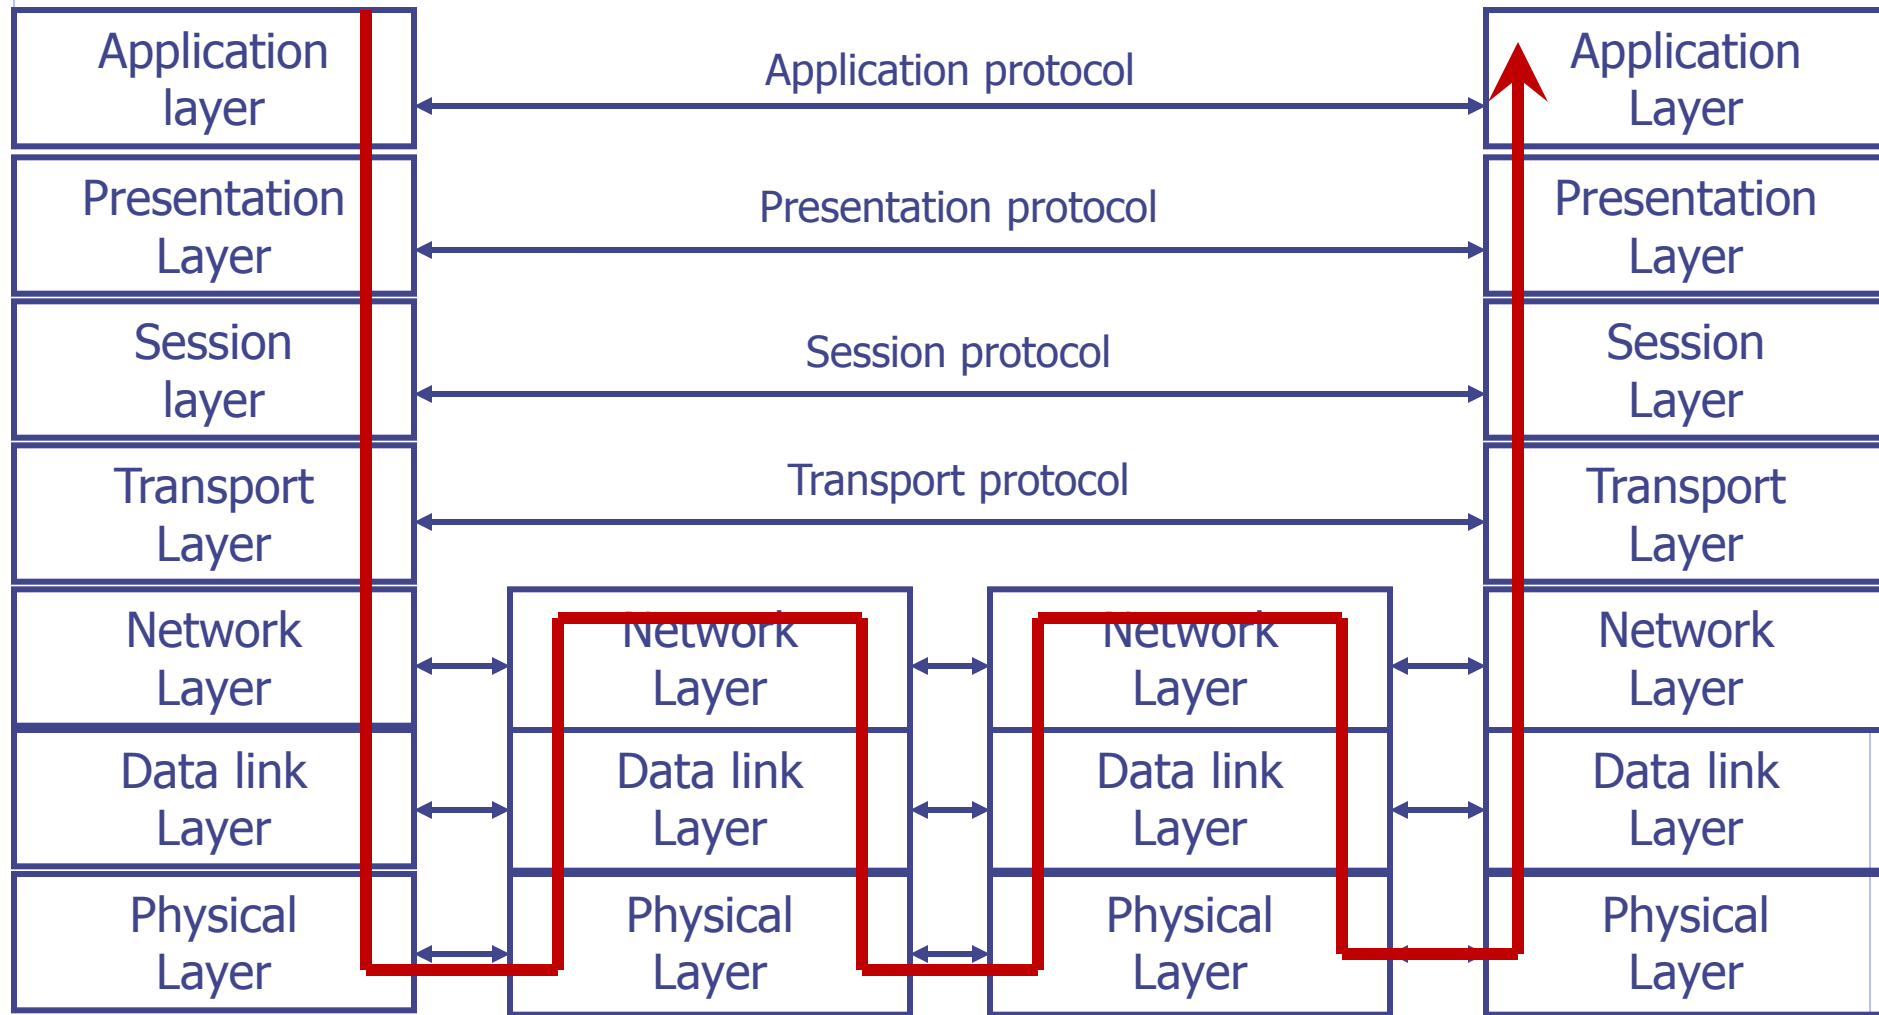 Application
layer
Application protocol
Application
Layer
Presentation
Layer
Presentation protocol
Presentation
Layer
Session
layer
Session protocol
Session
Layer
Transport
Layer
Transport protocol
Transport
Layer
Network
Layer
Network
Layer
Network
Layer
Network
Layer
Data link
Layer
Data link
Layer
Data link
Layer
Data link
Layer
Physical
Layer
Physical
Layer
Physical
Layer
Physical
Layer